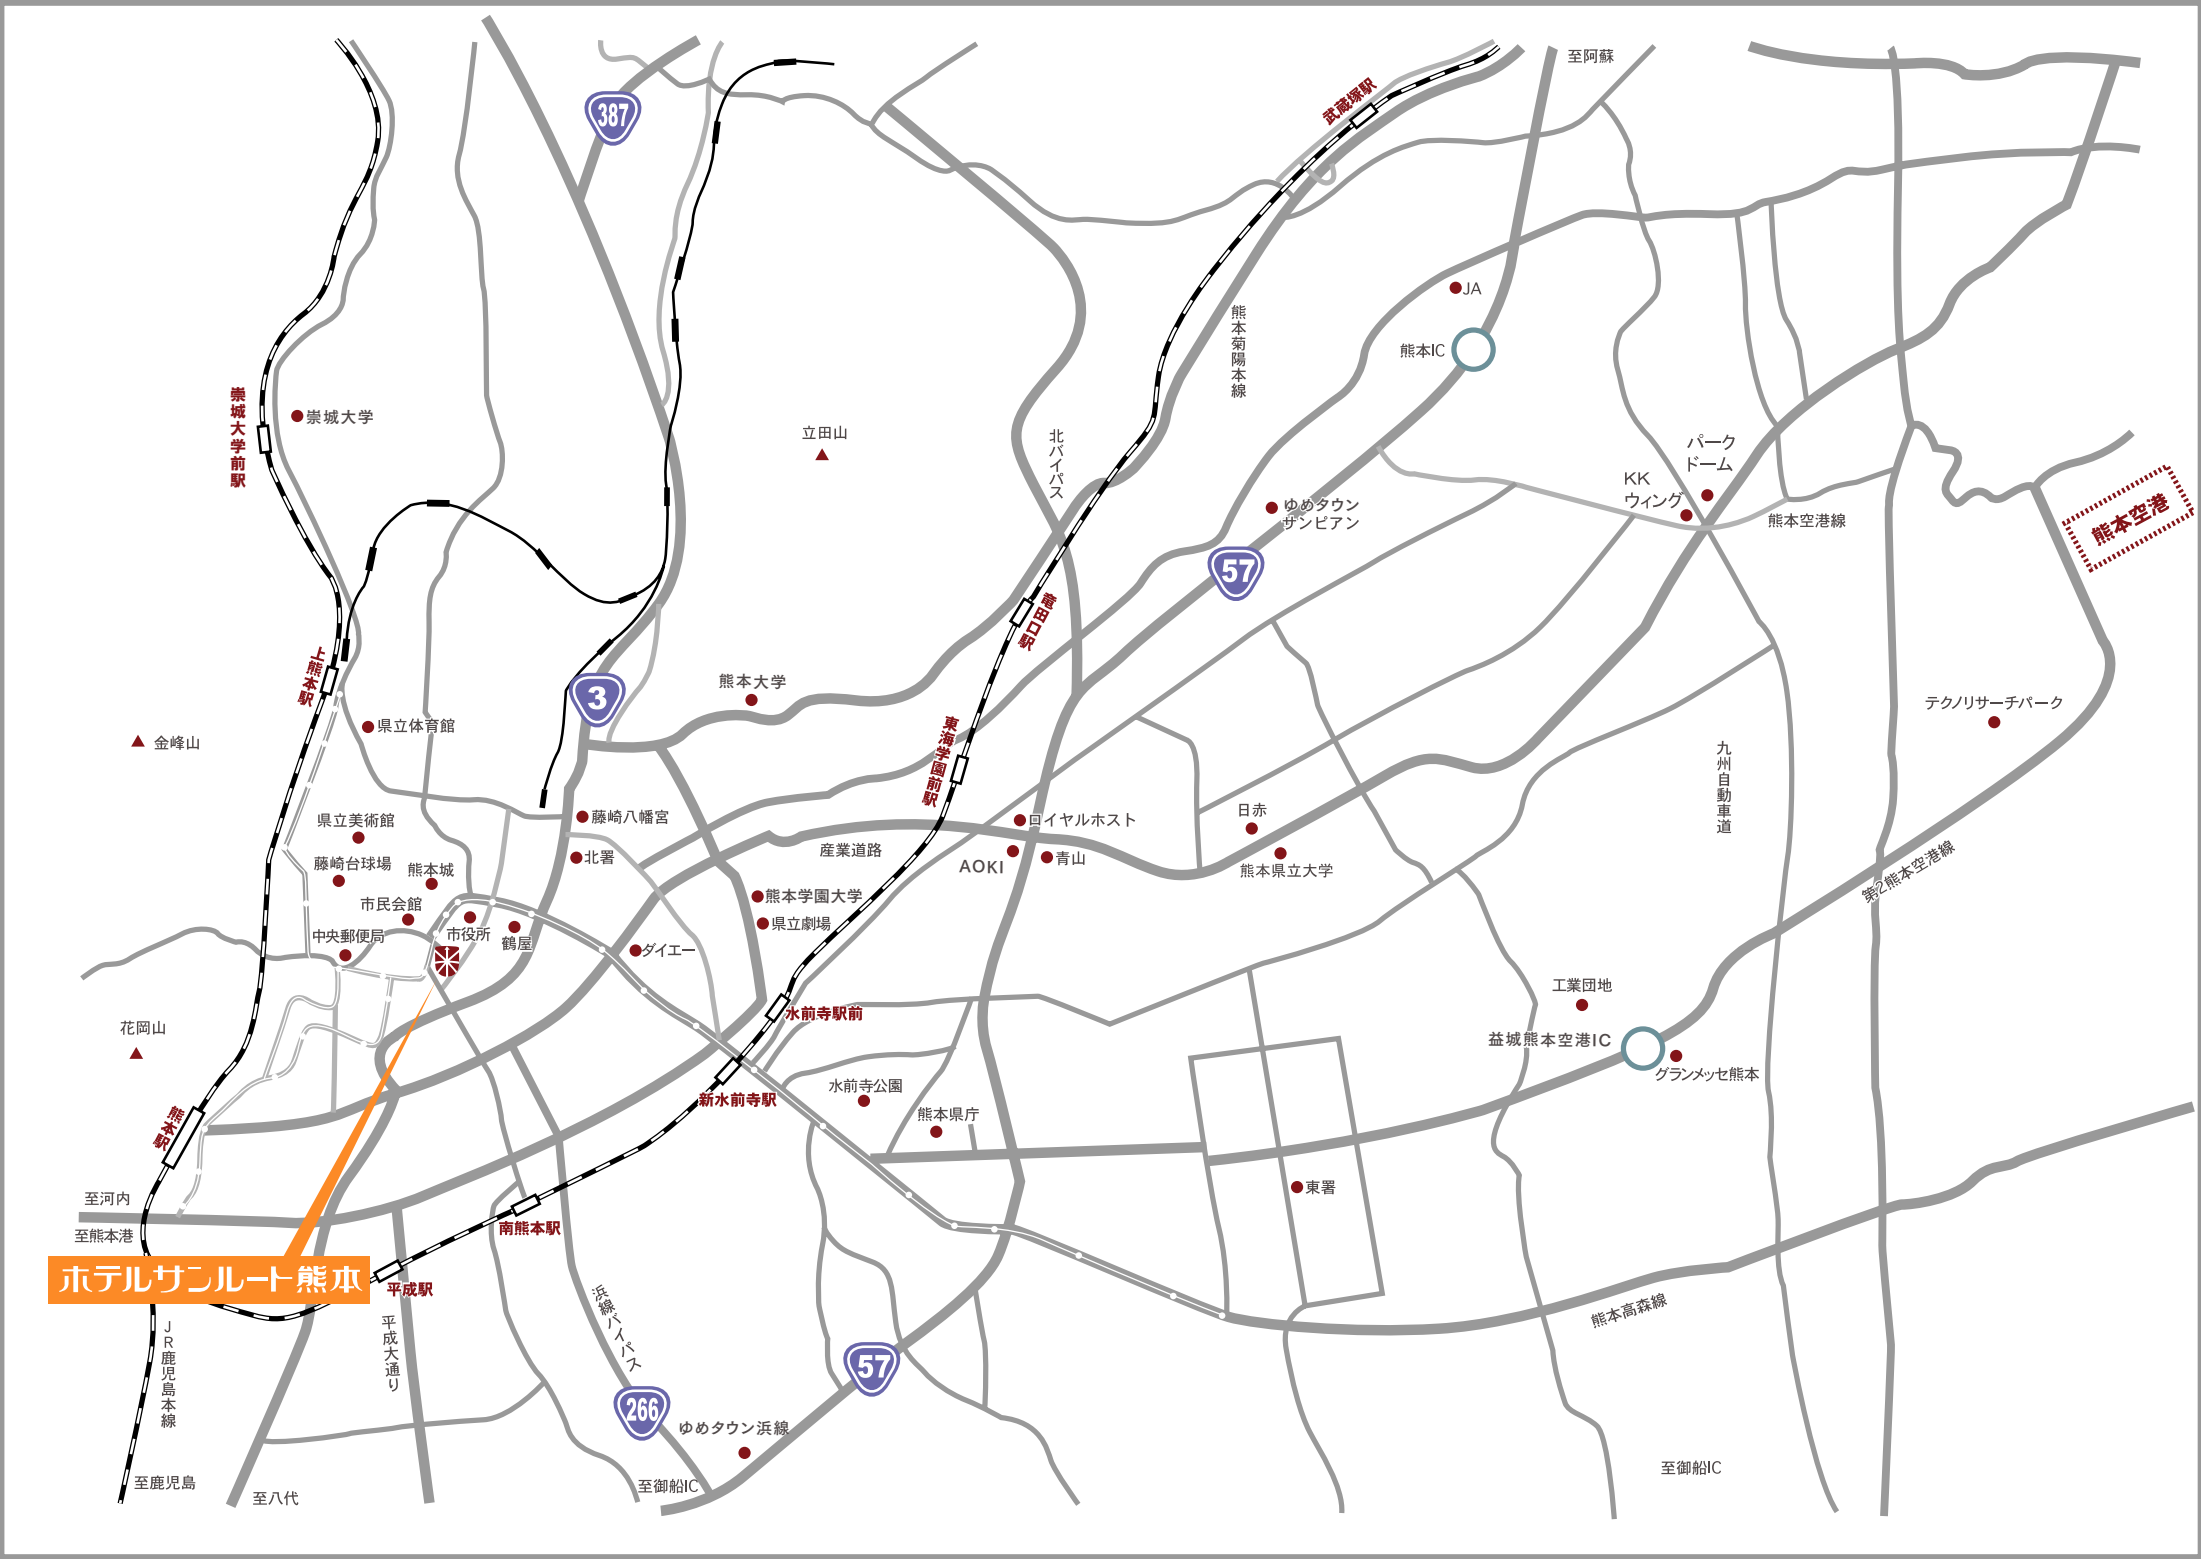 387
至阿蘇
武蔵塚駅
JA
熊本IC
熊本菊陽本線
崇城大学前駅
崇城大学
立田山
北バイパス
パーク
ドーム
KK
ウィング
熊本空港線
熊本空港
ゆめタウン
サンピアン
57
竜田口駅
上熊本駅
3
熊本大学
県立体育館
金峰山
東海学園前駅
テクノリサーチパーク
九州自動車道
県立美術館
藤崎八幡宮
ロイヤルホスト
日赤
産業道路
藤崎台球場
熊本城
北署
AOKI
青山
熊本県立大学
第2熊本空港線
市民会館
熊本学園大学
県立劇場
中央郵便局
市役所
鶴屋
ダイエー
工業団地
花岡山
水前寺駅前
益城熊本空港IC
グランメッセ熊本
水前寺公園
新水前寺駅
熊本駅
熊本県庁
東署
至河内
至熊本港
南熊本駅
ホテルサンルート熊本
平成駅
浜線バイパス
平成大通り
JR鹿児島本線
熊本高森線
57
266
ゆめタウン浜線
至御船IC
至御船IC
至鹿児島
至八代